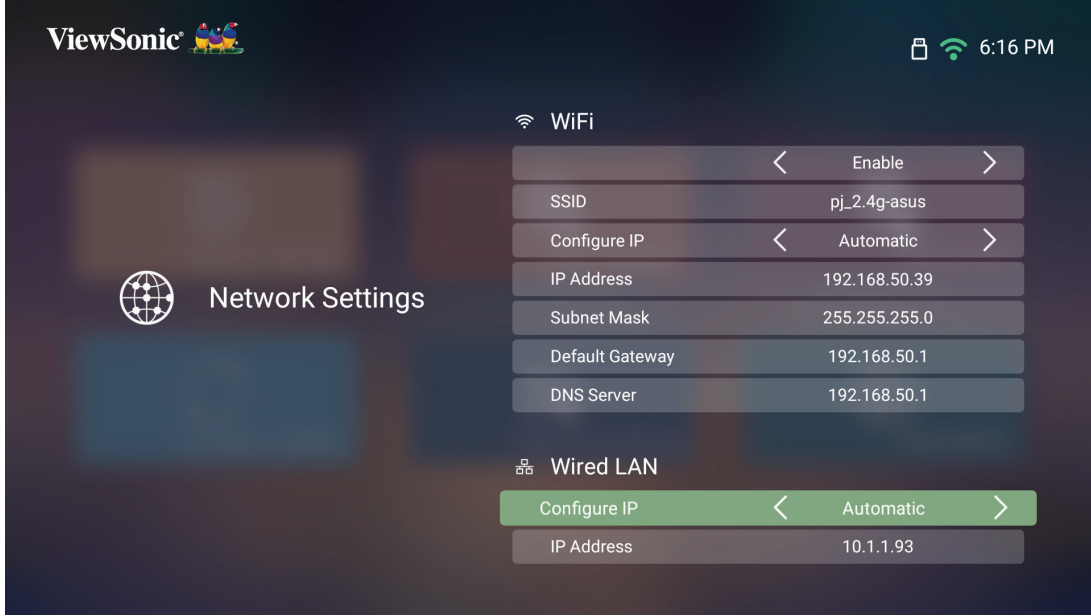 ViewSonic®
6:16 PM
WiFi
Enable
SSID pj_2.4g-asus
Configure IP Automatic
IP Address 192.168.50.39
Network Settings
Subnet Mask 255.255.255.0
Default Gateway 192.168.50.1
DNS Server 192.168.50.1
Wired LAN
Configure IP Automatic
IP Address 10.1.1.93